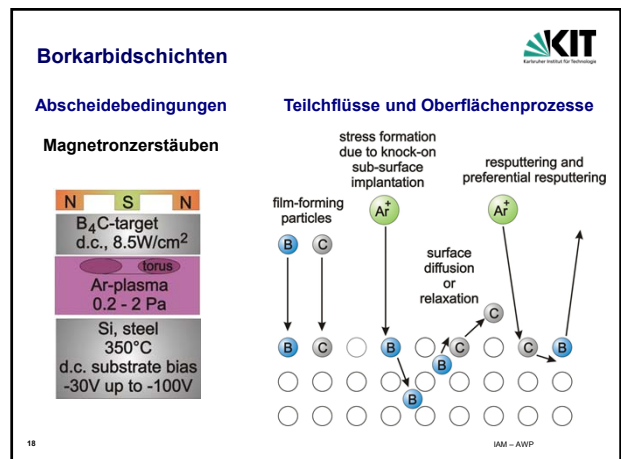 Borkarbidschichten
KIT
Karlsruher Institut für Technologie
Abscheidebedingungen
Magnetronzerstäuben
N S N
B₄C-target
d.c., 8.5W/cm²
torus
Ar-plasma
0.2 - 2 Pa
Si, steel
350°C
d.c. substrate bias
-30V up to -100V
Teilchflüsse und Oberflächenprozesse
stress formation
due to knock-on
sub-surface
implantation
resputtering and
preferential resputtering
film-forming
particles
Ar⁺
Ar⁺
B C
surface
diffusion
or
relaxation
C
B C B C C B
B
B
18
IAM – AWP